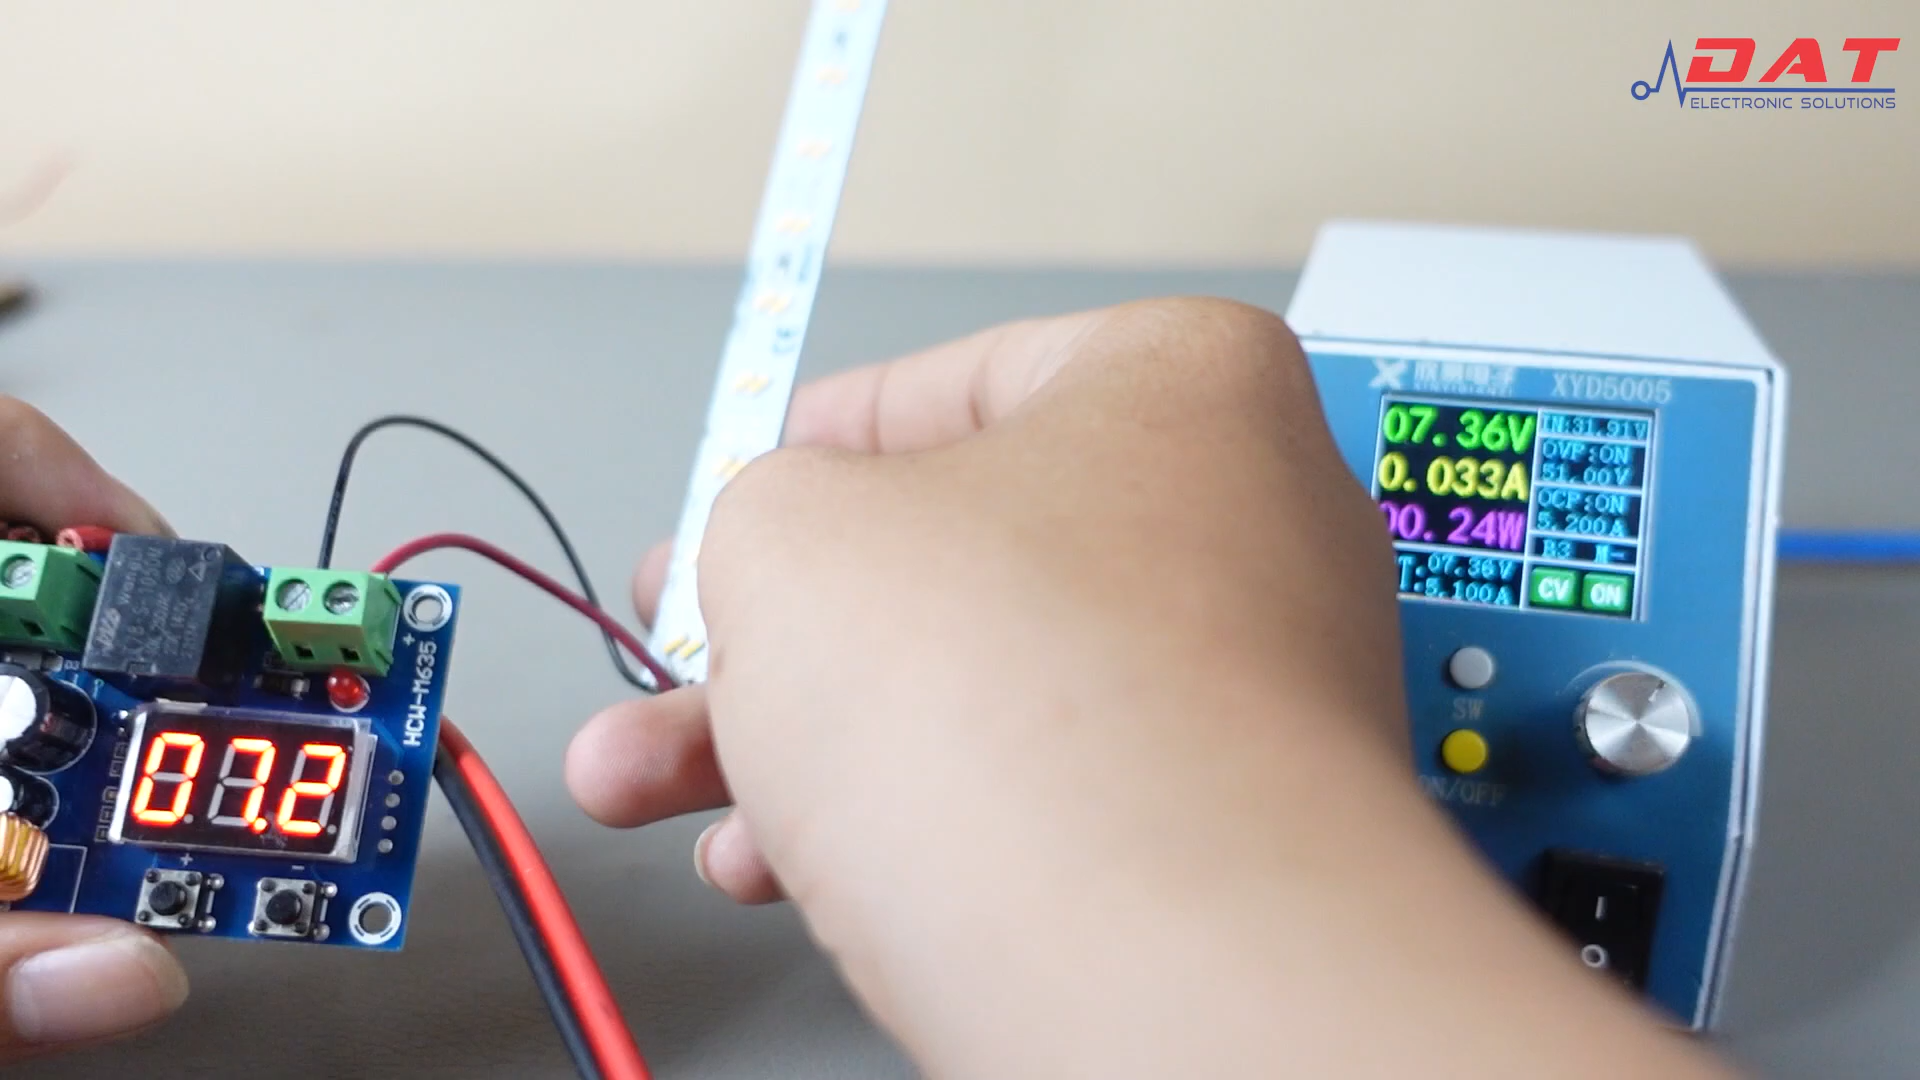 DAT
ELECTRONIC SOLUTIONS
XYD5005
07.36V
IN:31.91V
0.033A
OVP:ON
51.00V
00.24W
OCP:ON
5.200A
M-
07.36V
5.100A
CV
ON
SW
ON/OFF
HCW-M635
+
07.2
+
-